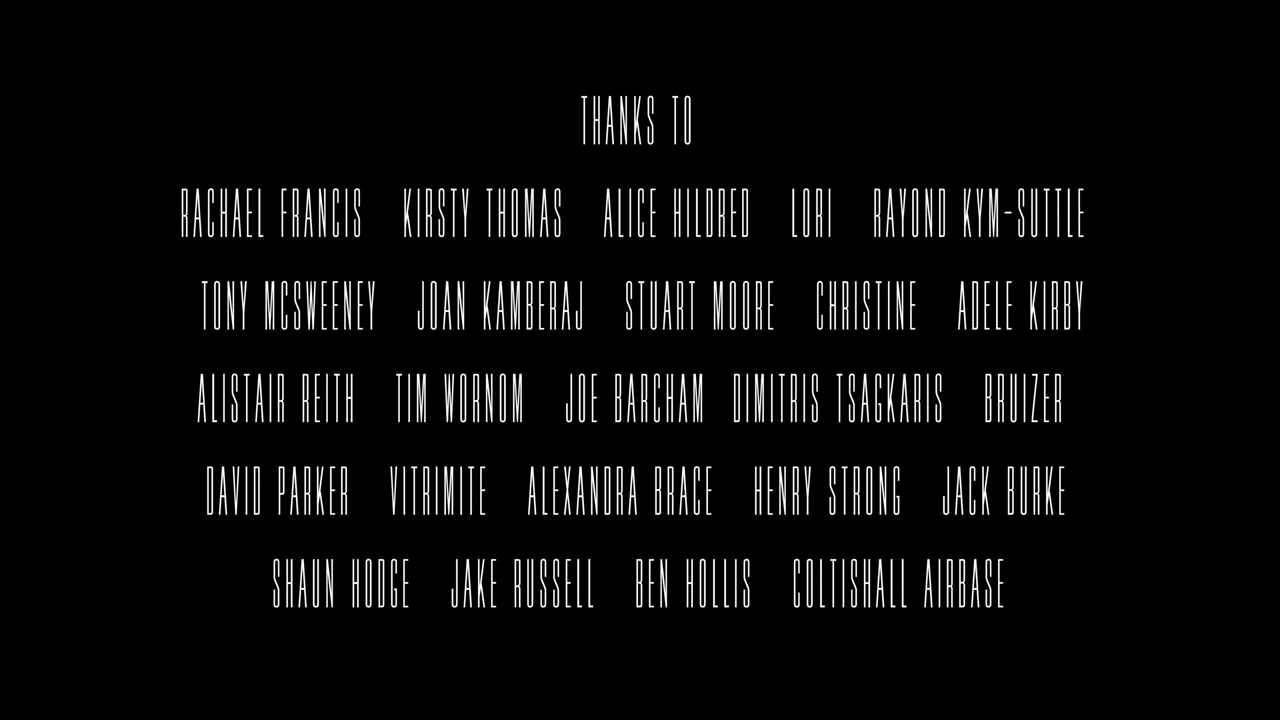 THANKS TO
RACHAEL FRANCIS KIRSTY THOMAS ALICE HILDRED LORI RAYOND KYM-SUTTLE
TONY MCSWEENEY JOAN KAMBERAJ STUART MOORE CHRISTINE ADELE KIRBY
ALISTAIR REITH TIM WORNOM JOE BARCHAM DIMITRIS TSAGKARIS BRUIZER
DAVID PARKER VITRIMITE ALEXANDRA BRACE HENRY STRONG JACK BURKE
SHAUN HODGE JAKE RUSSELL BEN HOLLIS COLTISHALL AIRBASE